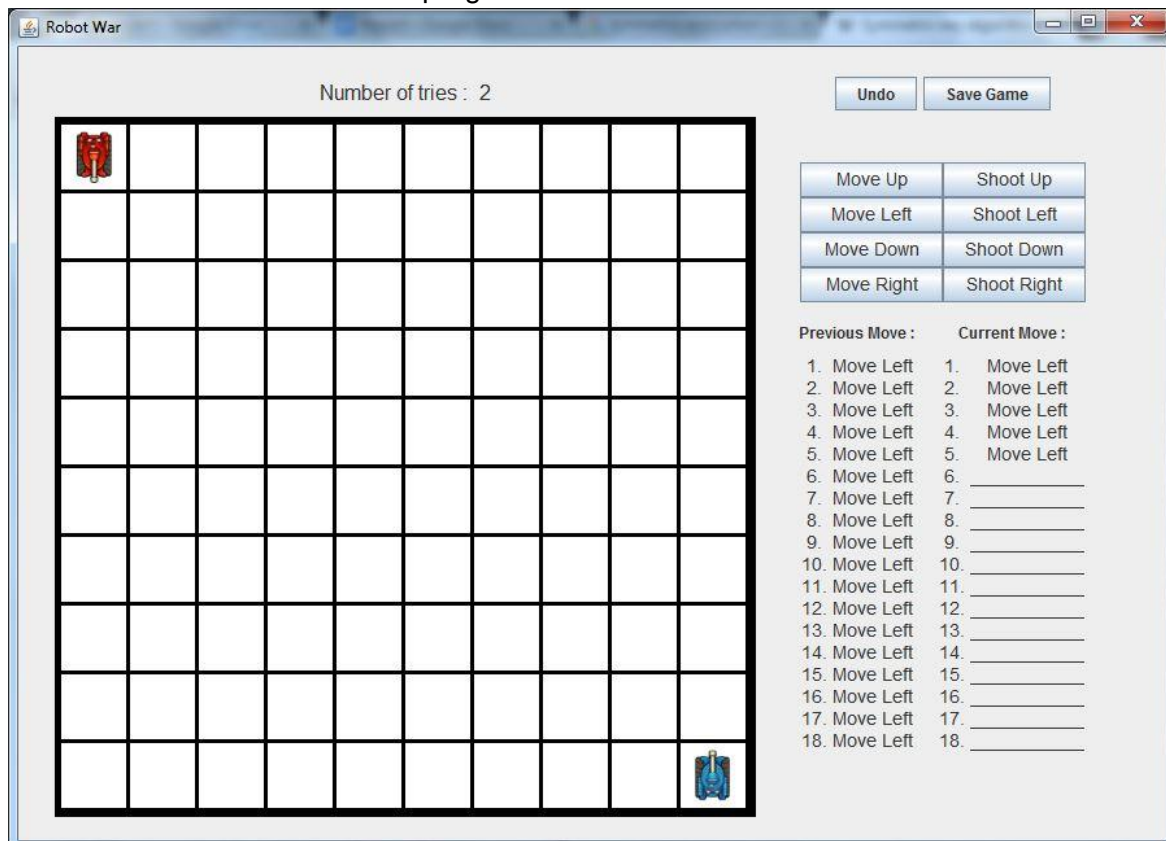 Robot War
Number of tries : 2
Undo Save Game
Move Up Shoot Up
Move Left Shoot Left
Move Down Shoot Down
Move Right Shoot Right
Previous Move : Current Move :
1. Move Left 1. Move Left
2. Move Left 2. Move Left
3. Move Left 3. Move Left
4. Move Left 4. Move Left
5. Move Left 5. Move Left
6. Move Left 6.
7. Move Left 7.
8. Move Left 8.
9. Move Left 9.
10. Move Left 10.
11. Move Left 11.
12. Move Left 12.
13. Move Left 13.
14. Move Left 14.
15. Move Left 15.
16. Move Left 16.
17. Move Left 17.
18. Move Left 18.